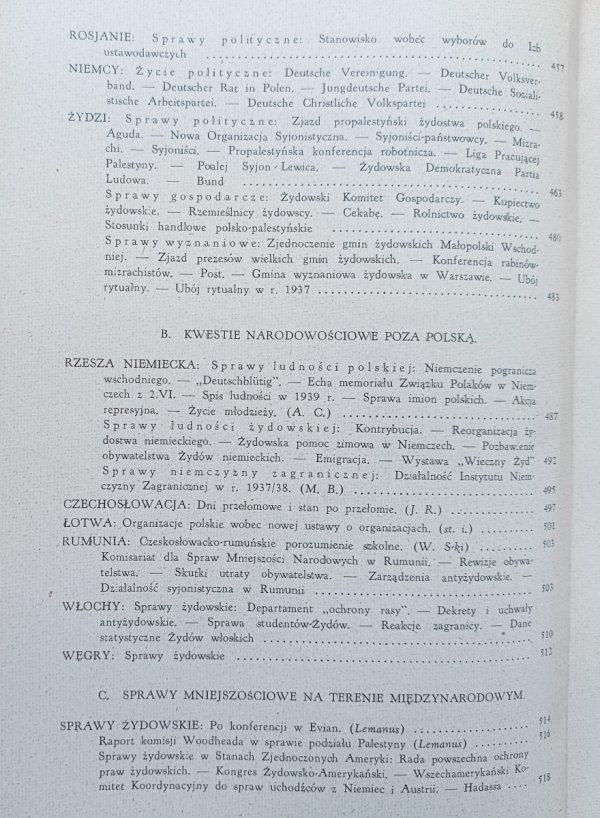 ROSJANIE: Sprawy polityczne: Stanowisko wobec wyborów do Izb
ustawodawczych . . . . . . . . . . 457
NIEMCY: Życie polityczne: Deutsche Vereinigung. — Deutscher Volksver-
band. — Deutscher Rat in Polen. — Jungdeutsche Partei. — Deutsche Soziali-
stische Arbeitspartei. — Deutsche Christliche Volkspartei . . . . . . . . . . 458
ŻYDZI: Sprawy polityczne: Zjazd propalestyński żydostwa polskiego. —
Aguda. — Nowa Organizacja Syjonistyczna. — Syjoniści-państwowcy. — Mizra-
chi. — Syjoniści. — Propalestyńska konferencja robotnicza. — Liga Pracującej
Palestyny. — Poalej Syjon-Lewica. — Żydowska Demokratyczna Partia
Ludowa. — Bund . . . . . . . . . . 463
Sprawy gospodarcze: Żydowski Komitet Gospodarczy. — Kupiectwo
żydowskie. — Rzemieślnicy żydowscy. — Cekabe. — Rolnictwo żydowskie. —
Stosunki handlowe polsko-palestyńskie . . . . . . . . . . 480
Sprawy wyznaniowe: Zjednoczenie gmin żydowskich Małopolski Wschod-
niej. — Zjazd prezesów wielkich gmin żydowskich. — Konferencja rabinów-
mizrachistów. — Post. — Gmina wyznaniowa żydowska w Warszawie. — Ubój
rytualny. — Ubój rytualny w r. 1937 . . . . . . . . . . 483
B. KWESTIE NARODOWOŚCIOWE POZA POLSKĄ.
RZESZA NIEMIECKA: Sprawy ludności polskiej: Niemczenie pogranicza
wschodniego. — „Deutschblütig". — Echa memoriału Związku Polaków w Niem-
czech z 2.VI. — Spis ludności w 1939 r. — Sprawa imion polskich. — Akcja
represyjna. — Życie młodzieży. (A. C.) . . . . . . . . . . 487
Sprawy ludności żydowskiej: Kontrybucja. — Reorganizacja ży-
dostwa niemieckiego. — Żydowska pomoc zimowa w Niemczech. — Pozbawienie
obywatelstwa Żydów niemieckich. — Emigracja. — Wystawa „Wieczny Żyd" 492
Sprawy niemczyzny zagranicznej: Działalność Instytutu Niem-
czyzny Zagranicznej w r. 1937/38. (M. B.) . . . . . . . . . . 495
CZECHOSŁOWACJA: Dni przełomowe i stan po przełomie. (J. R.) . . . . . . . . . . 497
ŁOTWA: Organizacje polskie wobec nowej ustawy o organizacjach. (st. i.) . . . . . . . . . . 501
RUMUNIA: Czeskosłowacko-rumuńskie porozumienie szkolne. (W. S-ki) . . . . . . . . . . 503
Komisariat dla Spraw Mniejszości Narodowych w Rumunii. — Rewizje obywa-
telstwa. — Skutki utraty obywatelstwa. — Zarządzenia antyżydowskie. —
Działalność syjonistyczna w Rumunii . . . . . . . . . . 505
WŁOCHY: Sprawy żydowskie: Departament „ochrony rasy". — Dekrety i uchwały
antyżydowskie. — Sprawa studentów-Żydów. — Reakcje zagranicy. — Dane
statystyczne Żydów włoskich . . . . . . . . . . 510
WĘGRY: Sprawy żydowskie . . . . . . . . . . 512
C. SPRAWY MNIEJSZOŚCIOWE NA TERENIE MIĘDZYNARODOWYM.
SPRAWY ŻYDOWSKIE: Po konferencji w Evian. (Lemanus) . . . . . . . . . . 514
Raport komisji Woodheada w sprawie podziału Palestyny (Lemanus) . . . . . . . . . . 516
Sprawy żydowskie w Stanach Zjednoczonych Ameryki: Rada powszechna ochrony
praw żydowskich. — Kongres Żydowsko-Amerykański. — Wszechamerykański Ko-
mitet Koordynacyjny do spraw uchodźców z Niemiec i Austrii. — Hadassa . . . . 518